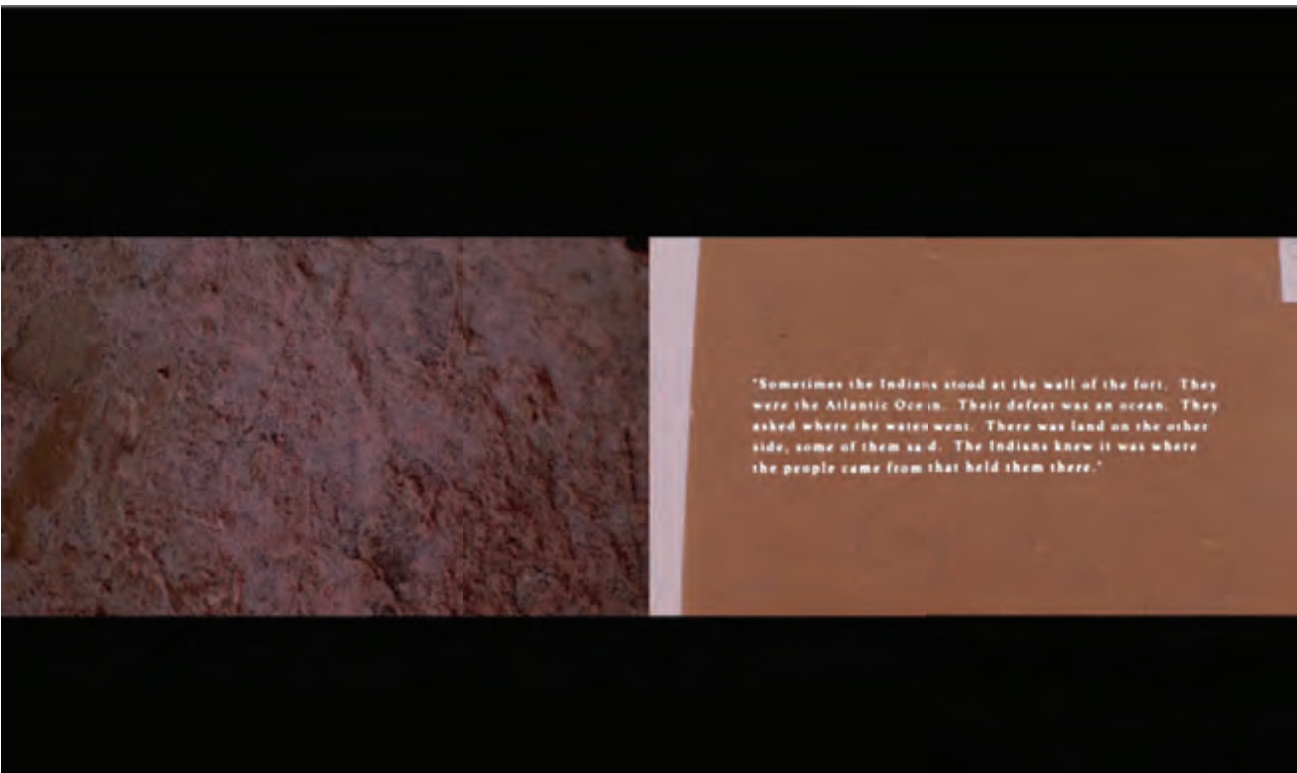 "Sometimes the Indians stood at the wall of the fort. They
were the Atlantic Ocean. Their defeat was an ocean. They
asked where the water went. There was land on the other
side, some of them said. The Indians knew it was where
the people came from that held them there."